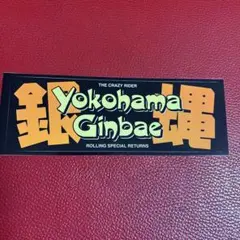 THE CRAZY RIDER
銀 Yokohama 蝿
Ginbae
ROLLING SPECIAL RETURNS